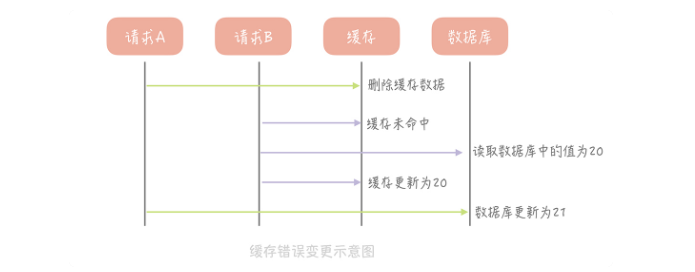 请求A
请求B
缓存
数据库
删除缓存数据
缓存未命中
读取数据库中的值为20
缓存更新为20
数据库更新为21
缓存错误变更示意图